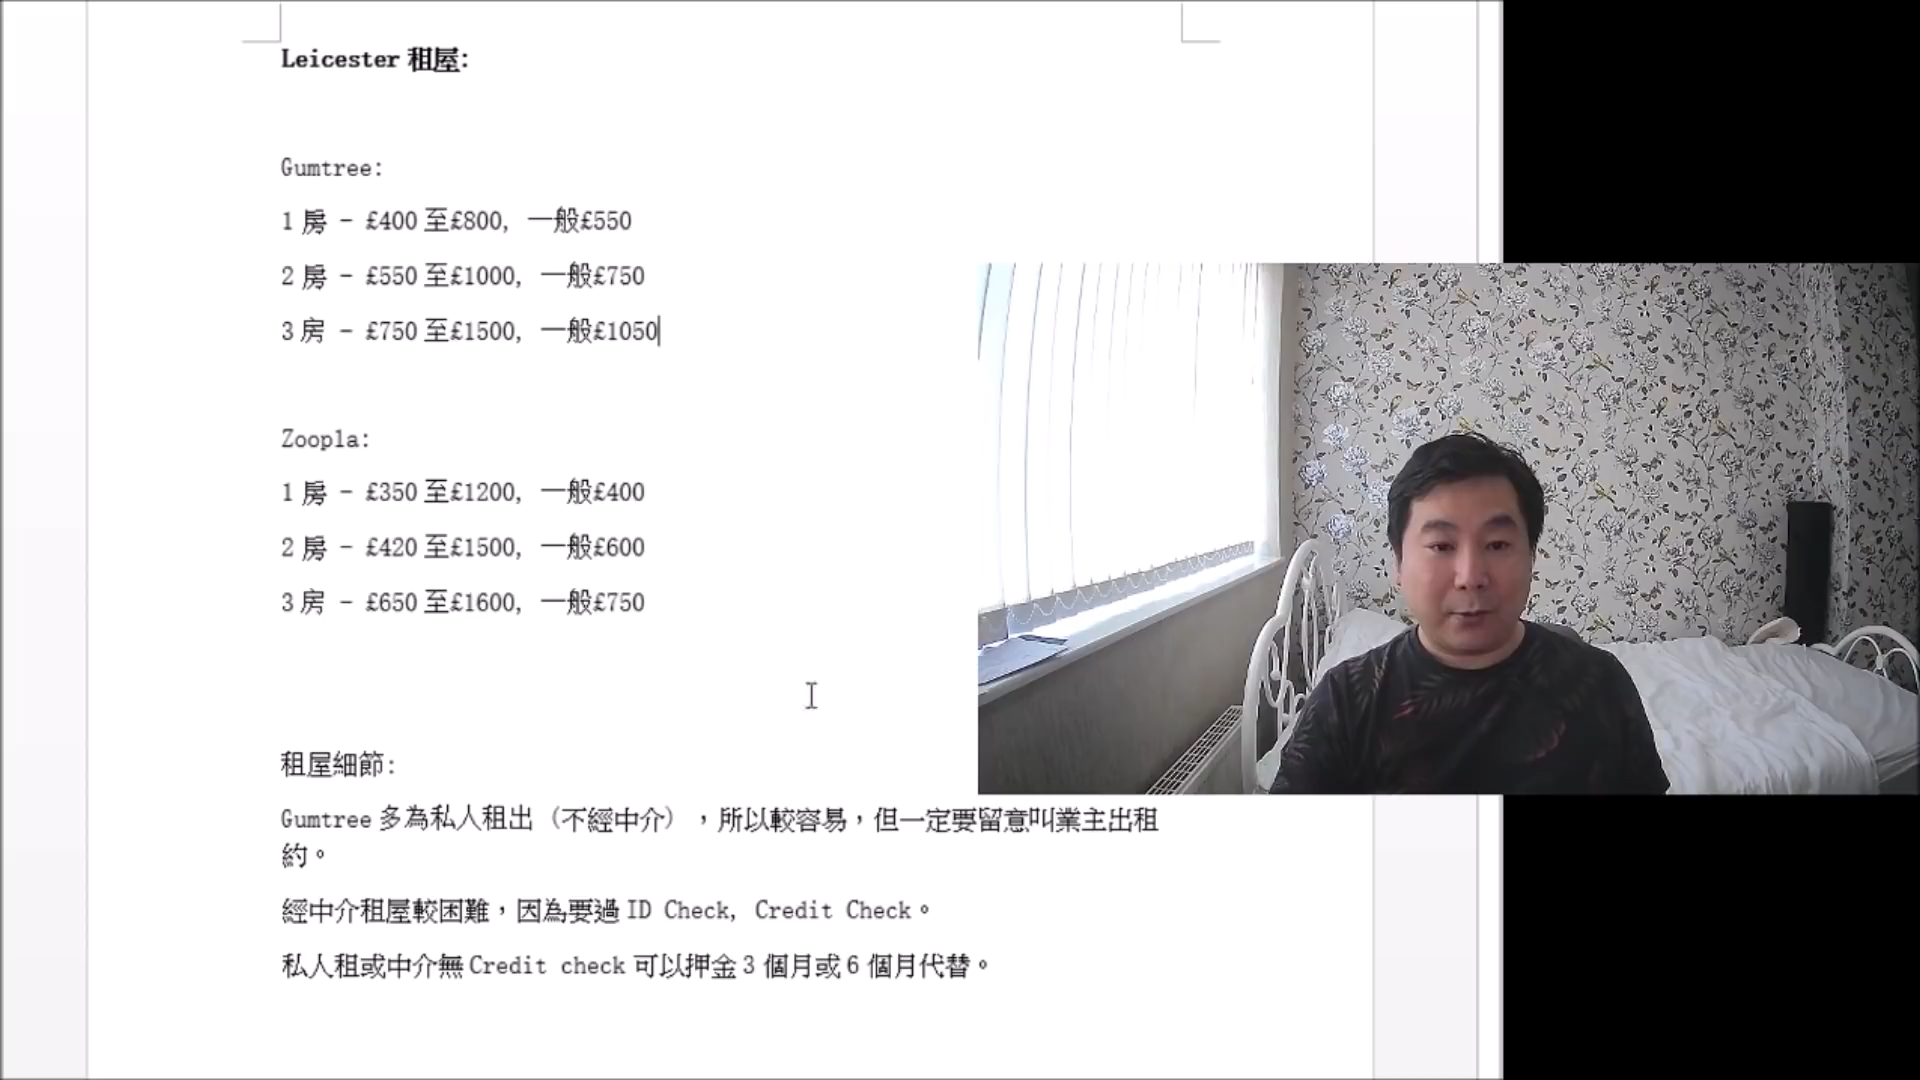 Leicester 租屋:
Gumtree:
1 房 - £400 至£800, 一般£550
2 房 - £550 至£1000, 一般£750
3 房 - £750 至£1500, 一般£1050
Zoopla:
1 房 - £350 至£1200, 一般£400
2 房 - £420 至£1500, 一般£600
3 房 - £650 至£1600, 一般£750
租屋細節:
Gumtree 多為私人租出（不經中介），所以較容易，但一定要留意叫業主出租
約。
經中介租屋較困難，因為要過 ID Check, Credit Check。
私人租或中介無 Credit check 可以押金 3 個月或 6 個月代替。